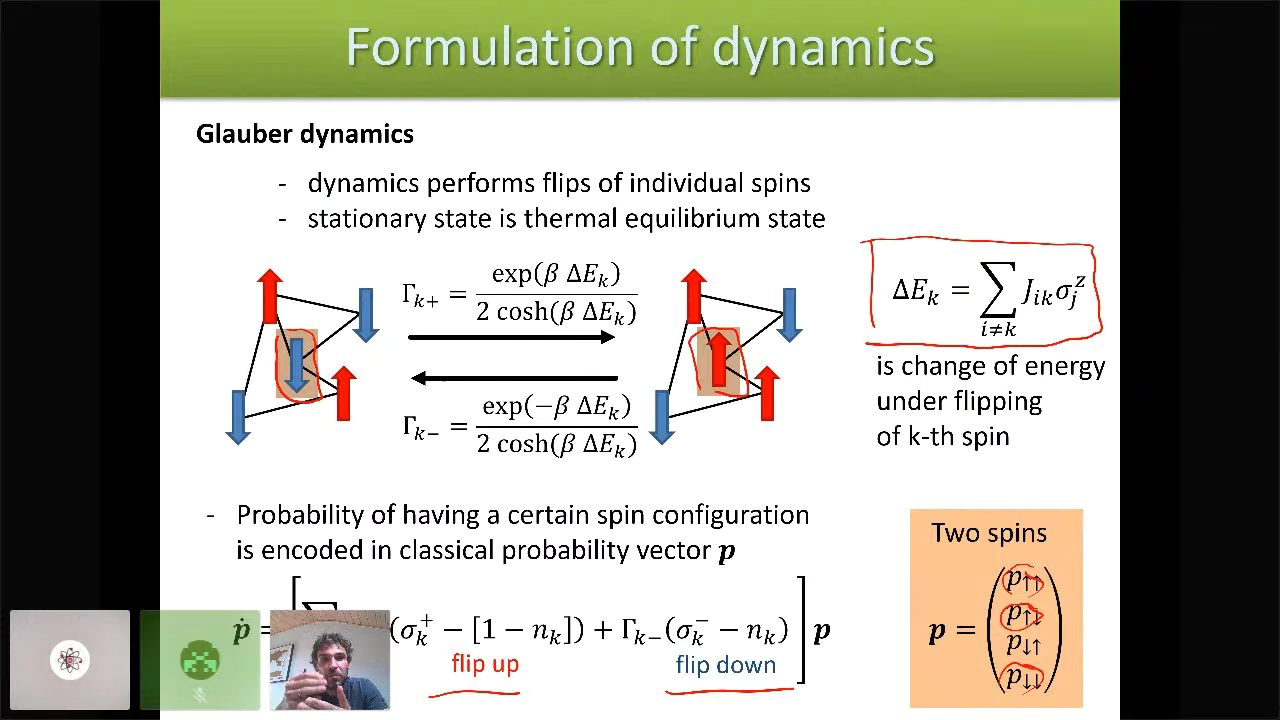 Formulation of dynamics
Glauber dynamics
- dynamics performs flips of individual spins
- stationary state is thermal equilibrium state
Γₖ₊ = exp(β ΔEₖ) / 2 cosh(β ΔEₖ)
Γₖ₋ = exp(−β ΔEₖ) / 2 cosh(β ΔEₖ)
ΔEₖ = ∑_{i≠k} J_{ik} σ_j^z
is change of energy
under flipping
of k-th spin
- Probability of having a certain spin configuration
is encoded in classical probability vector p
ṗ = [ (σₖ⁺ − [1 − nₖ]) + Γₖ₋(σₖ⁻ − nₖ) ] p
flip up flip down
Two spins
p = ( p↑↑
p↑↓
p↓↑
p↓↓ )